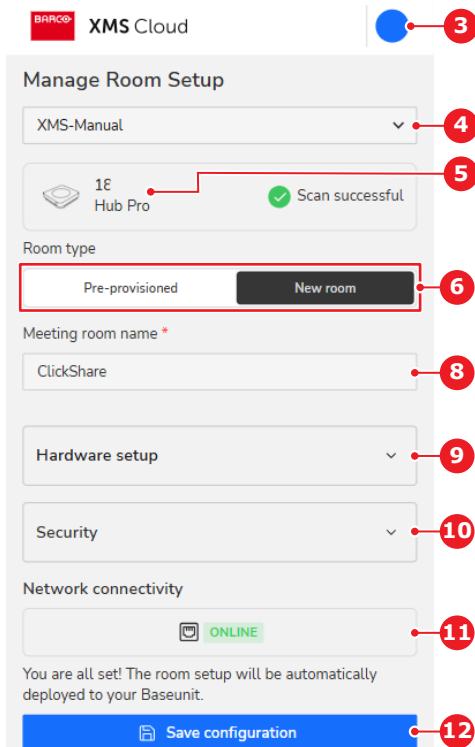 BARCO XMS Cloud 3
Manage Room Setup
XMS-Manual 4
5
Hub Pro Scan successful
Room type
Pre-provisioned New room 6
Meeting room name *
ClickShare 8
Hardware setup 9
Security 10
Network connectivity
ONLINE 11
You are all set! The room setup will be automatically
deployed to your Baseunit.
Save configuration 12